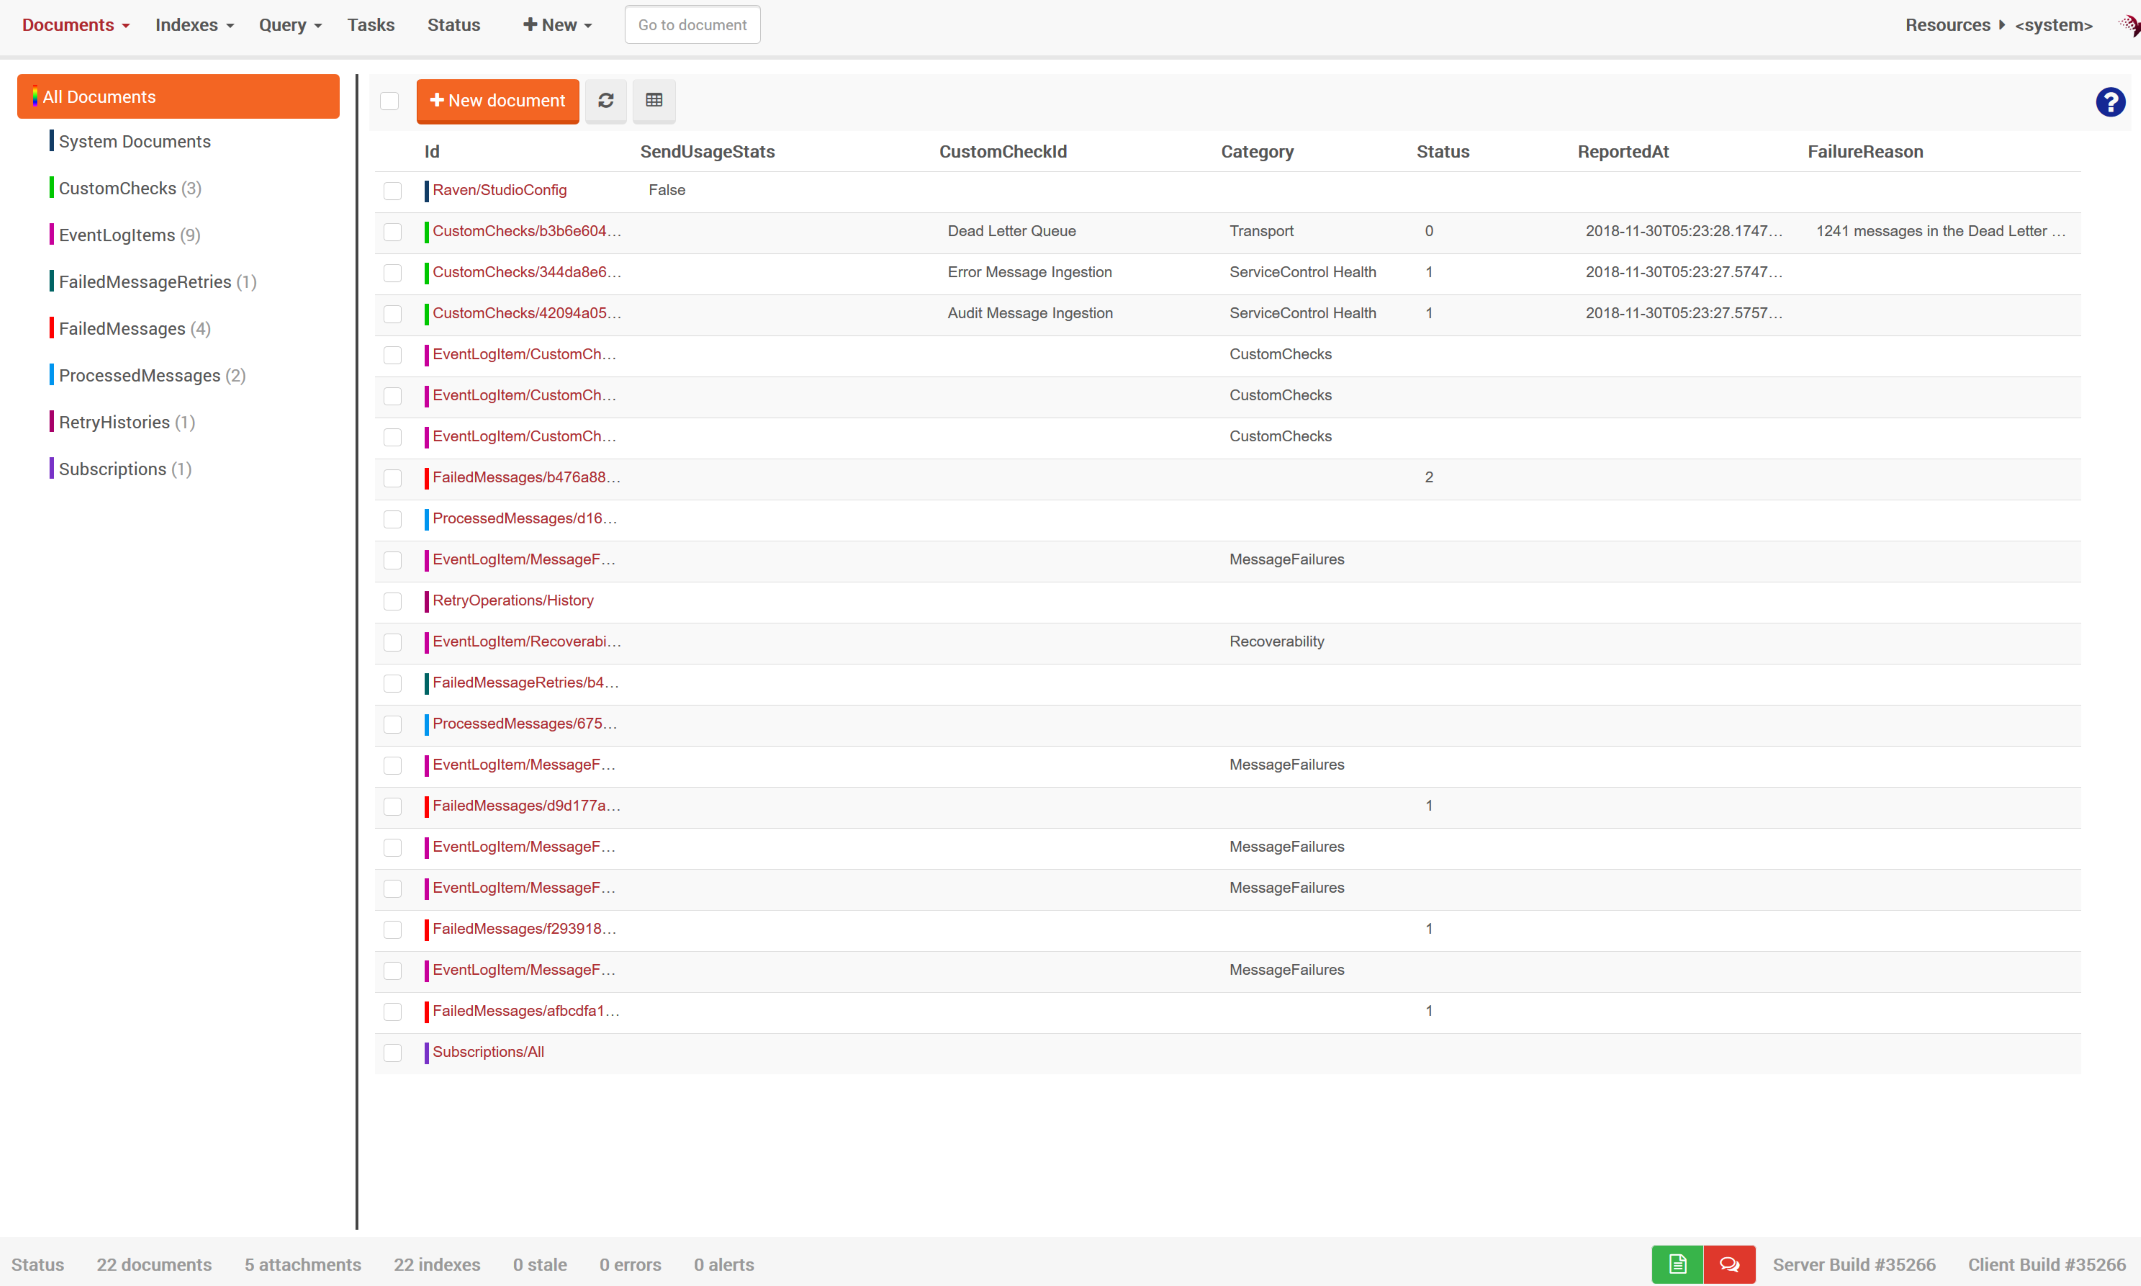 Documents Indexes Query Tasks Status New Go to document Resources <system>
All Documents
System Documents
CustomChecks (3)
EventLogItems (9)
FailedMessageRetries (1)
FailedMessages (4)
ProcessedMessages (2)
RetryHistories (1)
Subscriptions (1)
New document ?
Id SendUsageStats CustomCheckId Category Status ReportedAt FailureReason
Raven/StudioConfig False
CustomChecks/b3b6e604... Dead Letter Queue Transport 0 2018-11-30T05:23:28.1747... 1241 messages in the Dead Letter ...
CustomChecks/344da8e6... Error Message Ingestion ServiceControl Health 1 2018-11-30T05:23:27.5747...
CustomChecks/42094a05... Audit Message Ingestion ServiceControl Health 1 2018-11-30T05:23:27.5757...
EventLogItem/CustomCh... CustomChecks
EventLogItem/CustomCh... CustomChecks
EventLogItem/CustomCh... CustomChecks
FailedMessages/b476a88... 2
ProcessedMessages/d16...
EventLogItem/MessageF... MessageFailures
RetryOperations/History
EventLogItem/Recoverabi... Recoverability
FailedMessageRetries/b4...
ProcessedMessages/675...
EventLogItem/MessageF... MessageFailures
FailedMessages/d9d177a... 1
EventLogItem/MessageF... MessageFailures
EventLogItem/MessageF... MessageFailures
FailedMessages/f293918... 1
EventLogItem/MessageF... MessageFailures
FailedMessages/afbcdfa1... 1
Subscriptions/All
Status 22 documents 5 attachments 22 indexes 0 stale 0 errors 0 alerts Server Build #35266 Client Build #35266